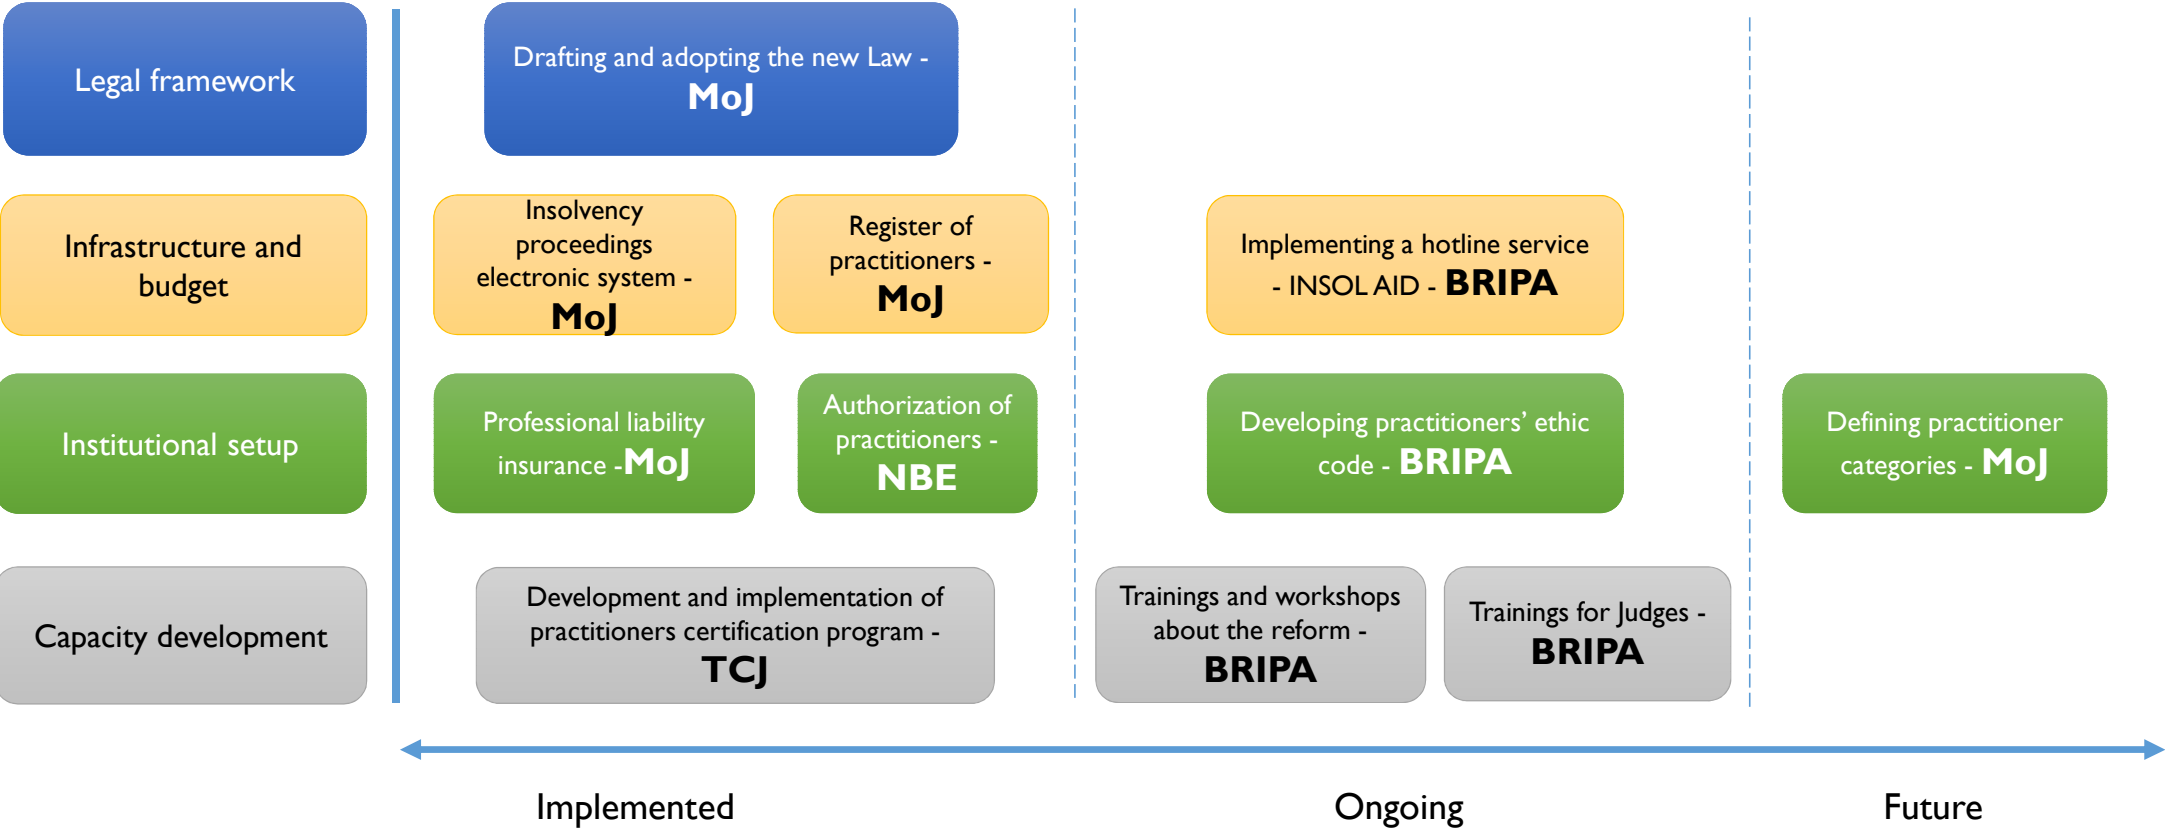 Legal framework
Drafting and adopting the new Law -
MoJ
Infrastructure and
budget
Insolvency
proceedings
electronic system -
MoJ
Register of
practitioners -
MoJ
Implementing a hotline service
- INSOL AID - BRIPA
Institutional setup
Professional liability
insurance -MoJ
Authorization of
practitioners -
NBE
Developing practitioners’ ethic
code - BRIPA
Defining practitioner
categories - MoJ
Capacity development
Development and implementation of
practitioners certification program -
TCJ
Trainings and workshops
about the reform -
BRIPA
Trainings for Judges -
BRIPA
Implemented
Ongoing
Future